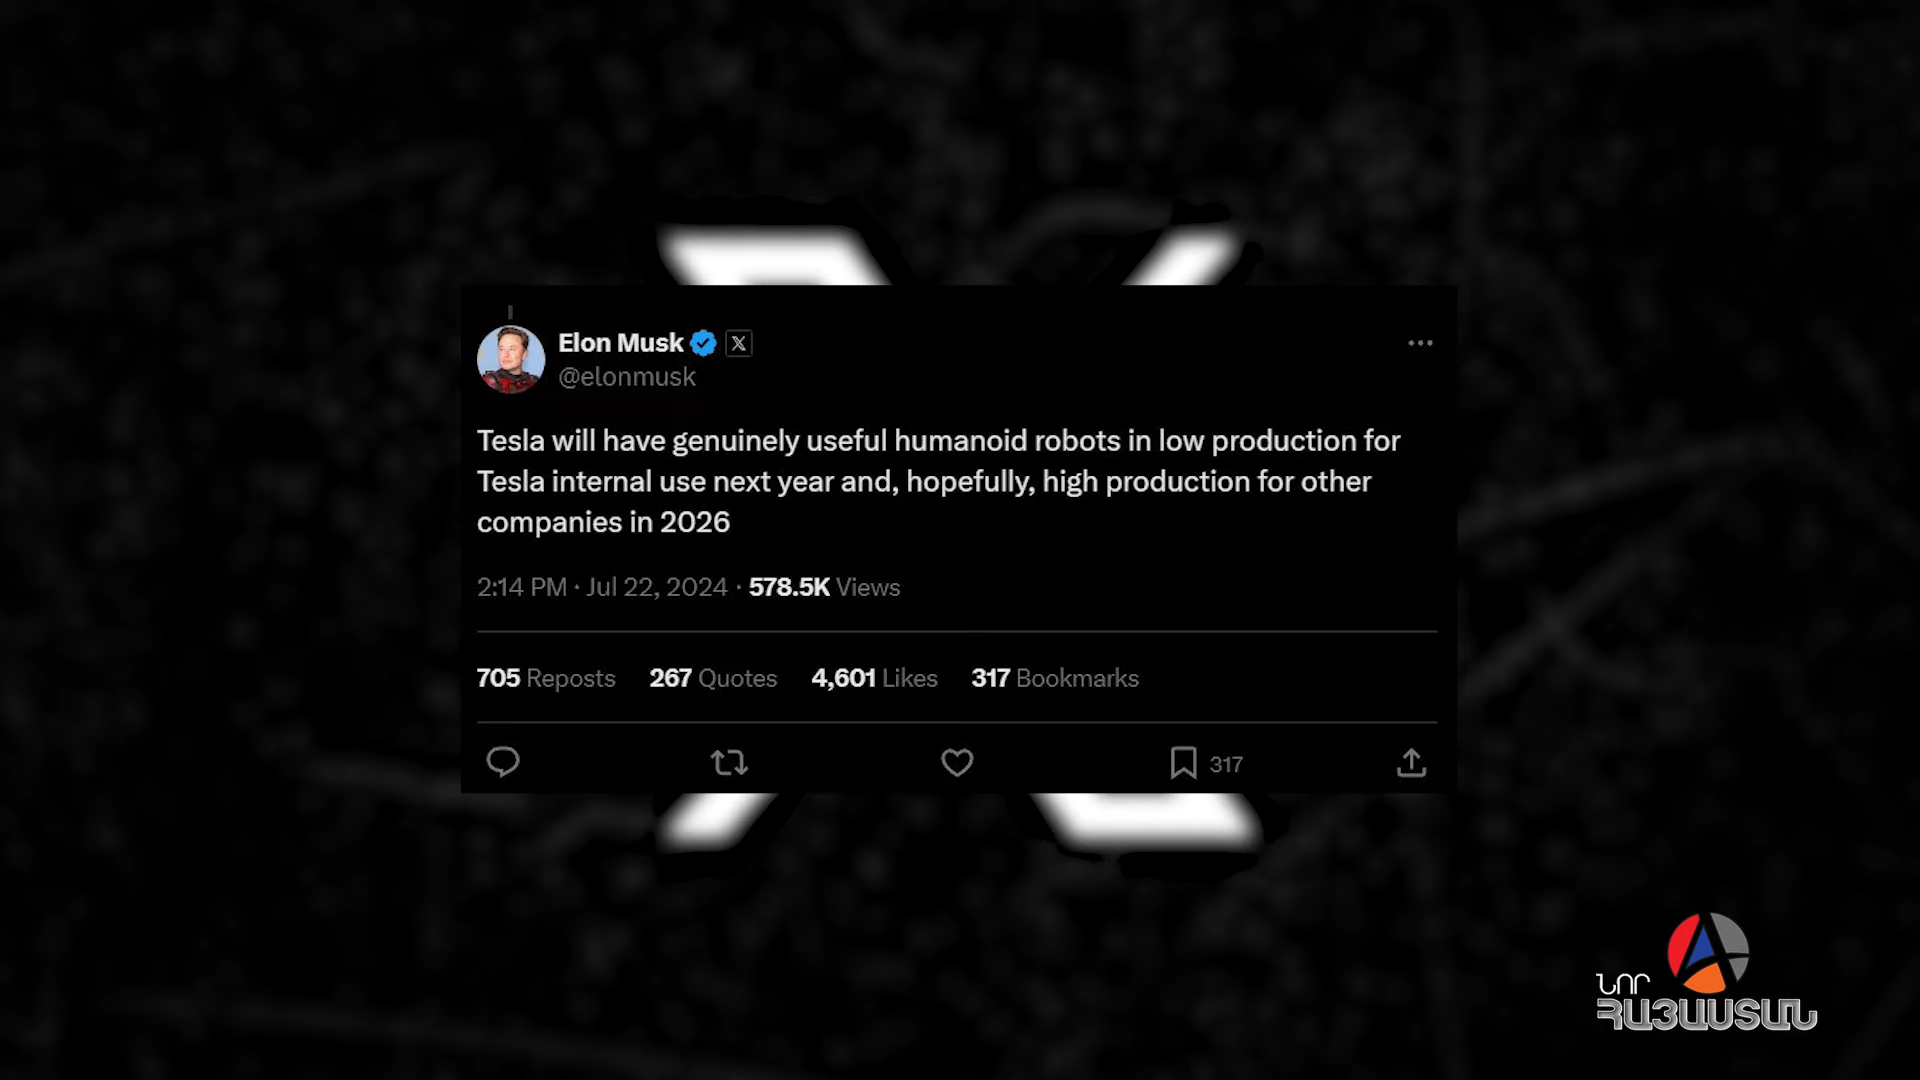 Elon Musk
@elonmusk
Tesla will have genuinely useful humanoid robots in low production for
Tesla internal use next year and, hopefully, high production for other
companies in 2026
2:14 PM · Jul 22, 2024 · 578.5K Views
705 Reposts 267 Quotes 4,601 Likes 317 Bookmarks
317
ՆՈՐ
ՀԱՅԱՍՏԱՆ